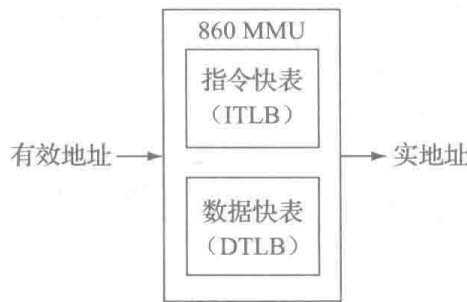 860 MMU
指令快表
（ITLB）
有效地址
实地址
数据快表
（DTLB）